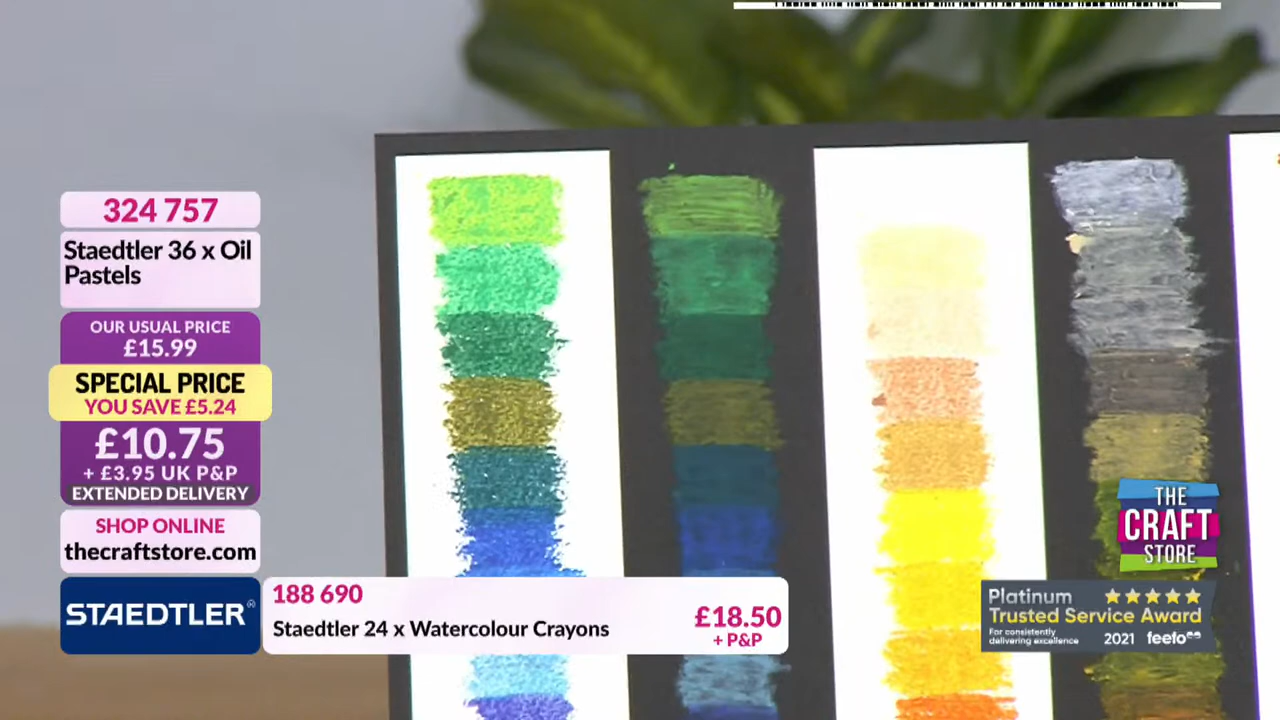 324 757
Staedtler 36 x Oil
Pastels
OUR USUAL PRICE
£15.99
SPECIAL PRICE
YOU SAVE £5.24
£10.75
+ £3.95 UK P&P
EXTENDED DELIVERY
SHOP ONLINE
thecraftstore.com
STAEDTLER®
188 690
Staedtler 24 x Watercolour Crayons
£18.50
+ P&P
THE
CRAFT
STORE
Platinum
Trusted Service Award
For consistently
delivering excellence
2021 feefo